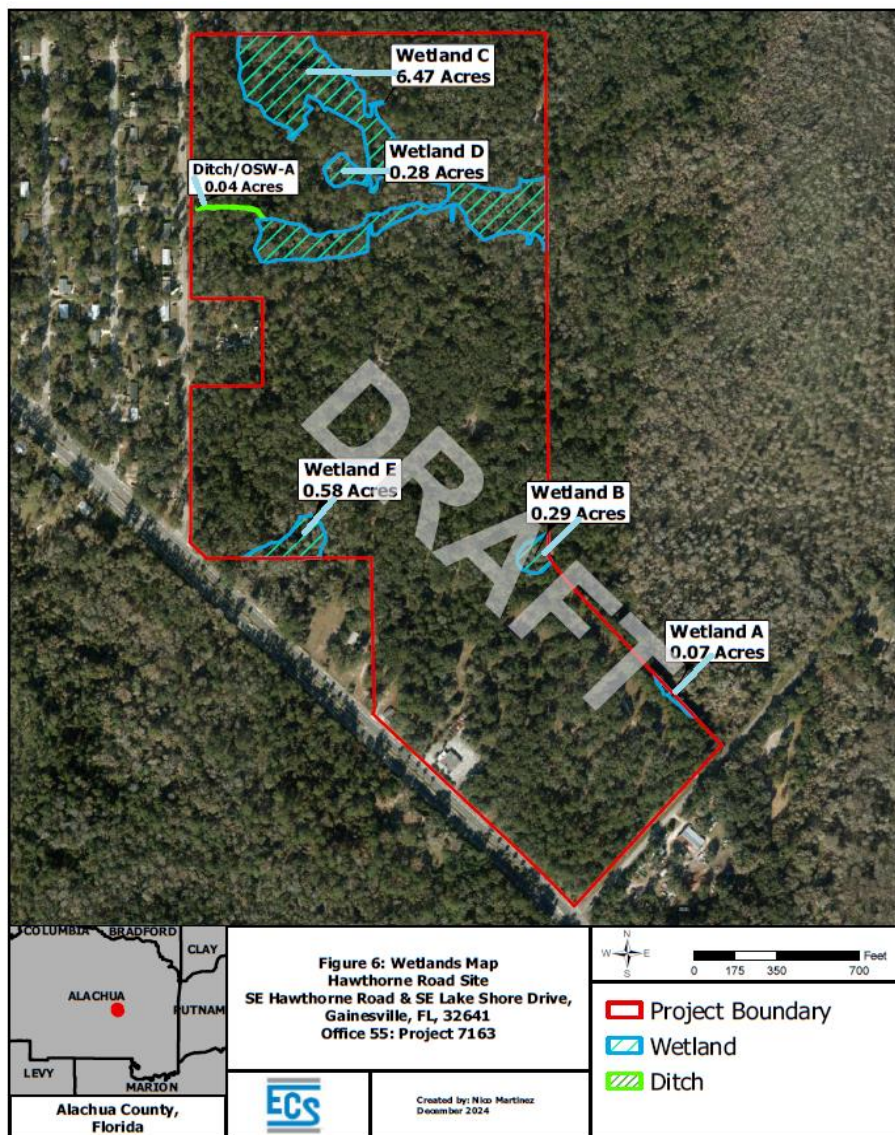 Wetland C
6.47 Acres
Wetland D
0.28 Acres
Ditch/OSW-A
0.04 Acres
DRAFT
Wetland E
0.58 Acres
Wetland B
0.29 Acres
Wetland A
0.07 Acres
COLUMBIA
BRADFORD
CLAY
ALACHUA
PUTNAM
LEVY
MARION
Alachua County,
Florida
Figure 6: Wetlands Map
Hawthorne Road Site
SE Hawthorne Road & SE Lake Shore Drive,
Gainesville, FL, 32641
Office 55: Project 7163
ECS
Created by: Nico Martinez
December 2024
N
W E
S
Feet
0 175 350 700
Project Boundary
Wetland
Ditch